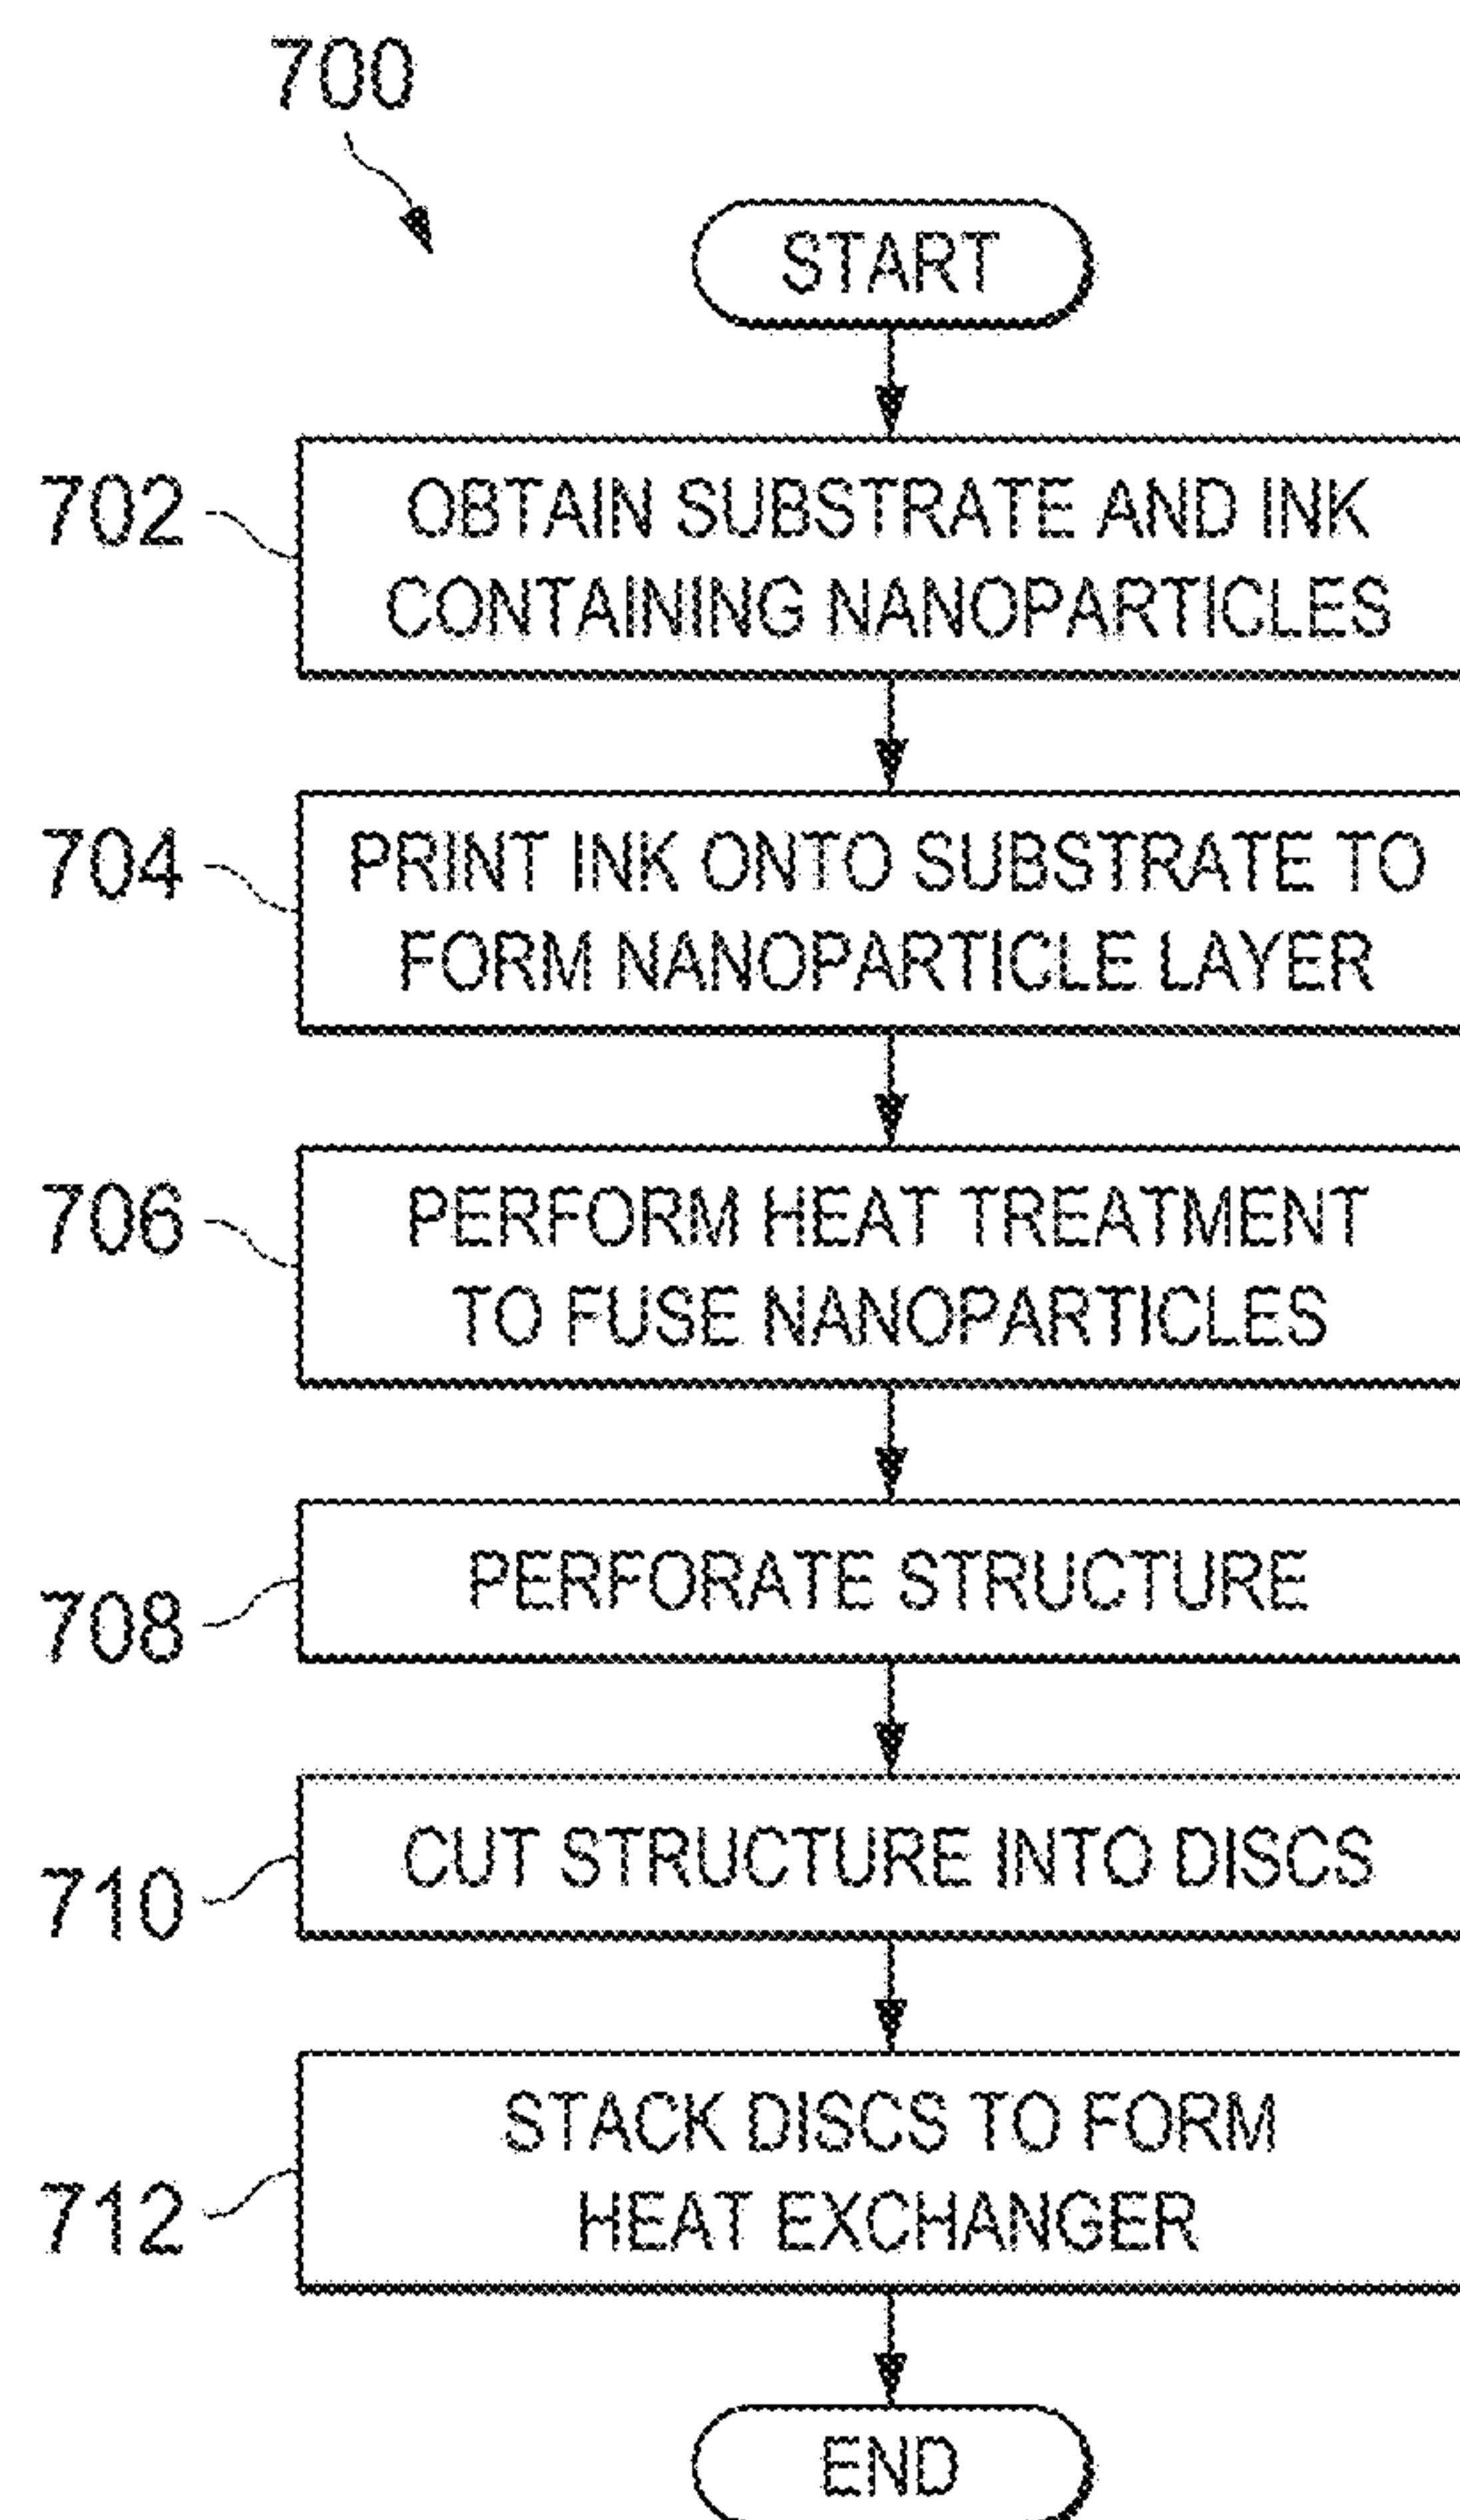 700
START
702
OBTAIN SUBSTRATE AND INK
CONTAINING NANOPARTICLES
704
PRINT INK ONTO SUBSTRATE TO
FORM NANOPARTICLE LAYER
706
PERFORM HEAT TREATMENT
TO FUSE NANOPARTICLES
708
PERFORATE STRUCTURE
710
CUT STRUCTURE INTO DISCS
712
STACK DISCS TO FORM
HEAT EXCHANGER
END